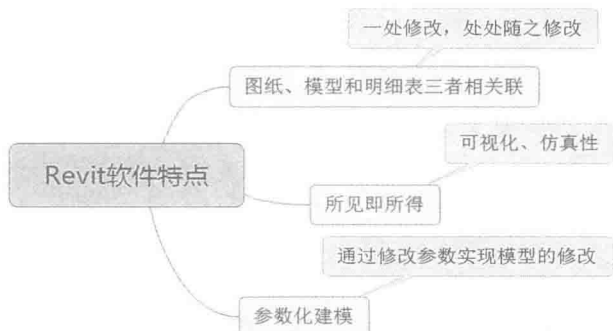 一处修改，处处随之修改
图纸、模型和明细表三者相关联
可视化、仿真性
Revit软件特点
所见即所得
通过修改参数实现模型的修改
参数化建模